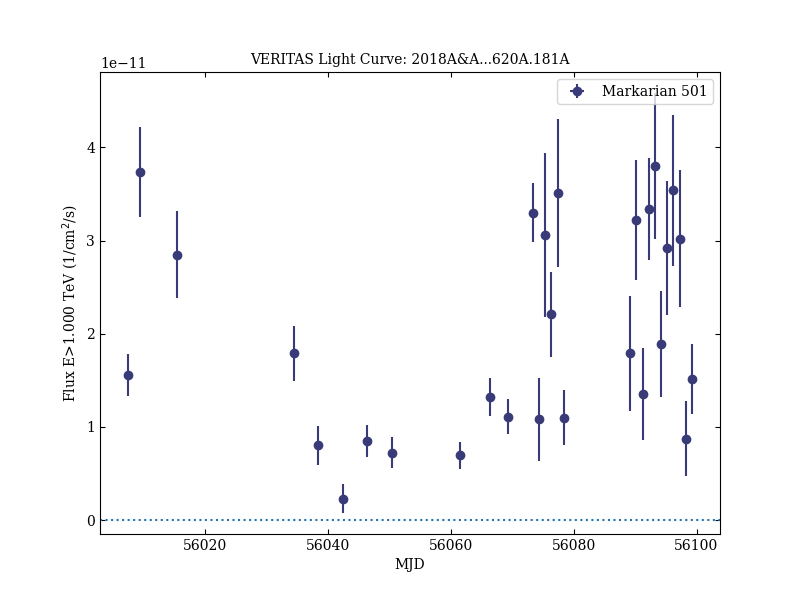 VERITAS Light Curve: 2018A&A...620A.181A
1e−11
Markarian 501
4
3
2
1
0
Flux E>1.000 TeV (1/cm²/s)
56020 56040 56060 56080 56100
MJD